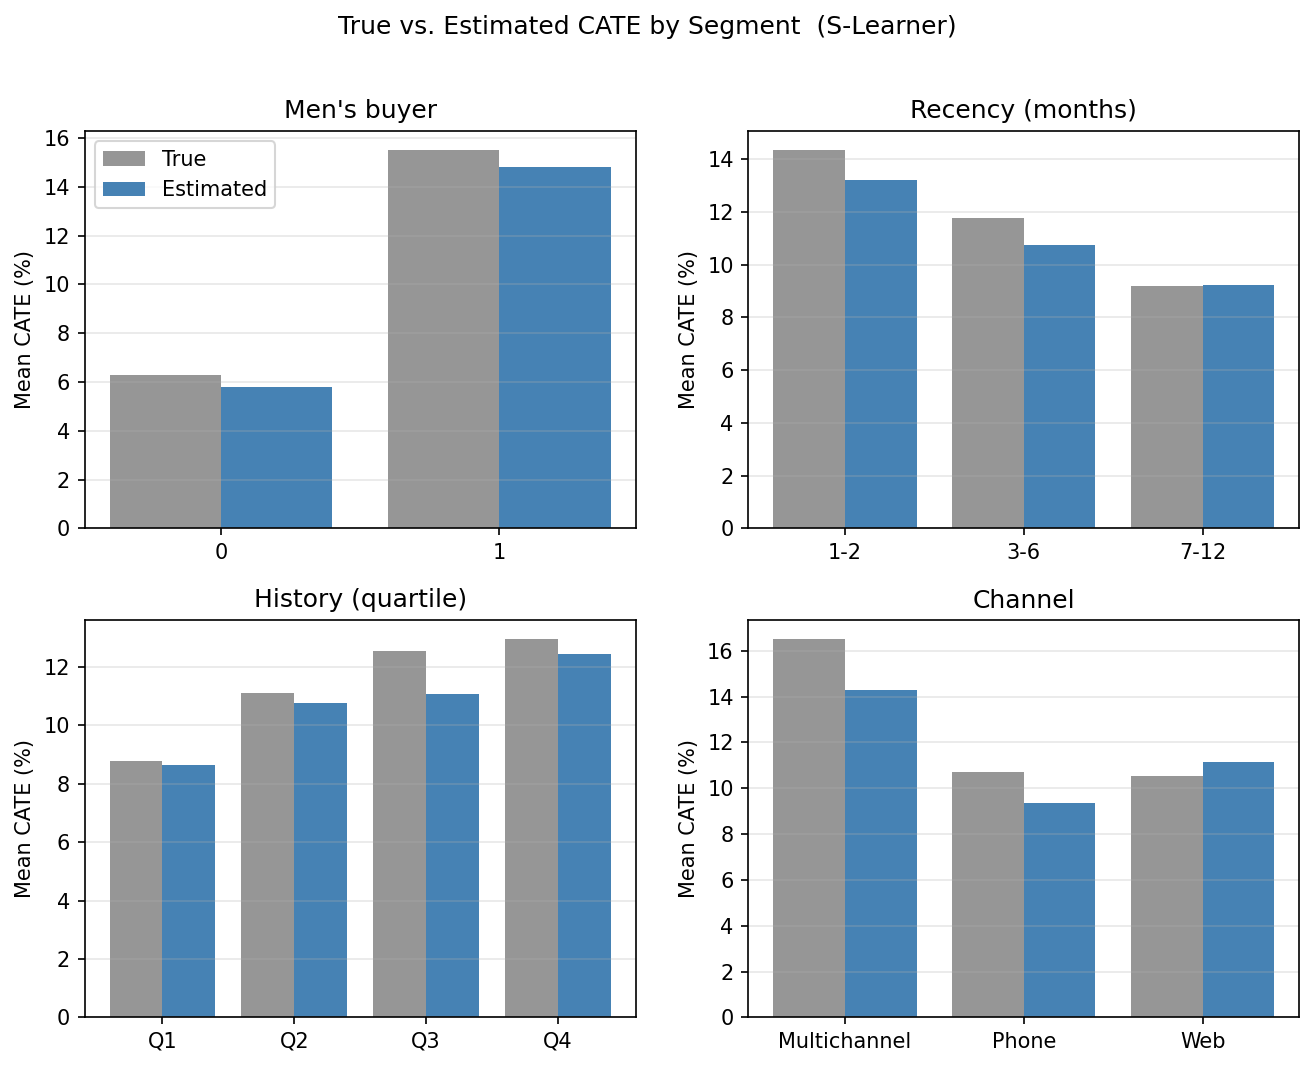 True vs. Estimated CATE by Segment  (S-Learner)
Men's buyer
Mean CATE (%)
16
14
12
10
8
6
4
2
0
True
Estimated
0 1
Recency (months)
Mean CATE (%)
14
12
10
8
6
4
2
0
1-2 3-6 7-12
History (quartile)
Mean CATE (%)
12
10
8
6
4
2
0
Q1 Q2 Q3 Q4
Channel
Mean CATE (%)
16
14
12
10
8
6
4
2
0
Multichannel Phone Web